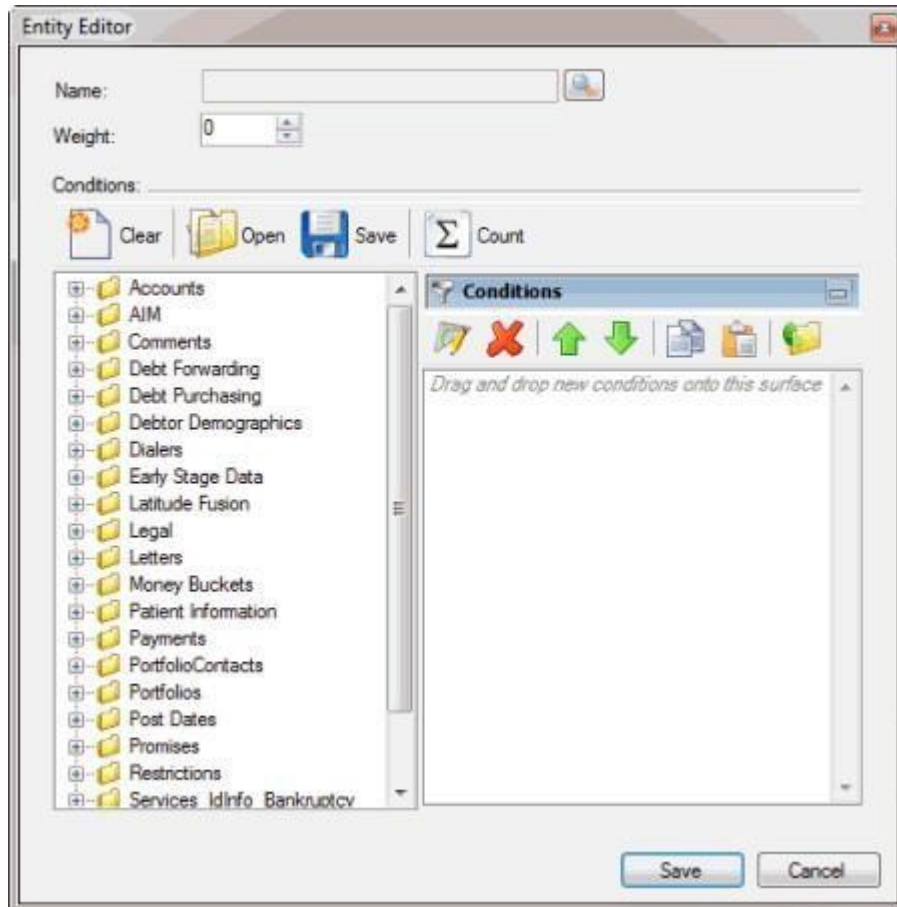 Entity Editor
Name:
Weight: 0
Conditions:
Clear Open Save Σ Count
Accounts
AIM
Comments
Debt Forwarding
Debt Purchasing
Debtor Demographics
Dialers
Early Stage Data
Latitude Fusion
Legal
Letters
Money Buckets
Patient Information
Payments
PortfolioContacts
Portfolios
Post Dates
Promises
Restrictions
Services_IdInfo_Bankruptcy
Conditions
Drag and drop new conditions onto this surface
Save Cancel